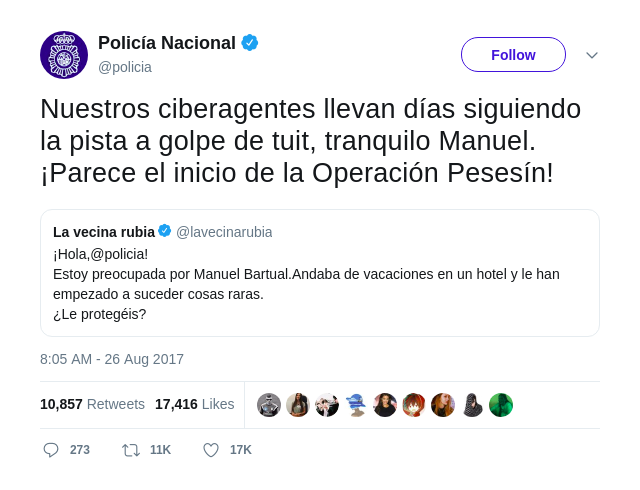 Policía Nacional
@policia
Follow
Nuestros ciberagentes llevan días siguiendo
la pista a golpe de tuit, tranquilo Manuel.
¡Parece el inicio de la Operación Pesesín!
La vecina rubia @lavecinarubia
¡Hola,@policia!
Estoy preocupada por Manuel Bartual.Andaba de vacaciones en un hotel y le han
empezado a suceder cosas raras.
¿Le protegéis?
8:05 AM - 26 Aug 2017
10,857 Retweets 17,416 Likes
273 11K 17K